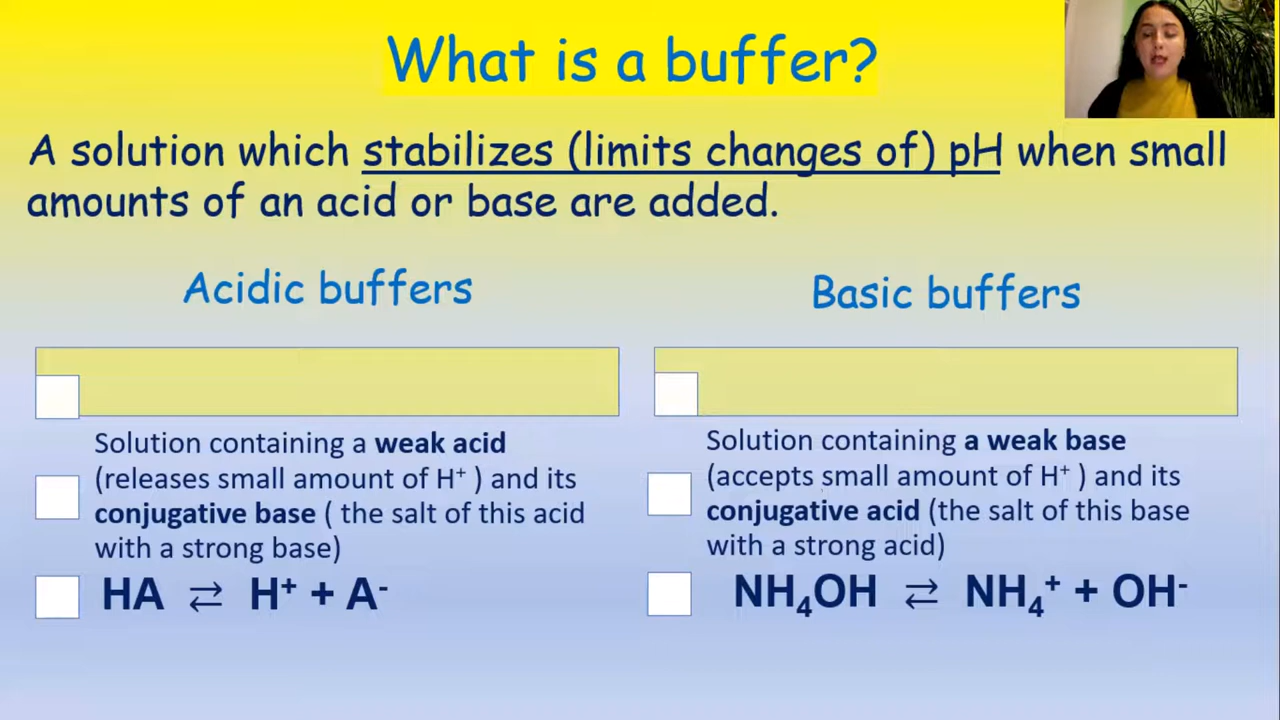 What is a buffer?
A solution which stabilizes (limits changes of) pH when small
amounts of an acid or base are added.
Acidic buffers
Solution containing a weak acid
(releases small amount of H⁺ ) and its
conjugative base ( the salt of this acid
with a strong base)
HA ⇄ H⁺ + A⁻
Basic buffers
Solution containing a weak base
(accepts small amount of H⁺ ) and its
conjugative acid (the salt of this base
with a strong acid)
NH₄OH ⇄ NH₄⁺ + OH⁻